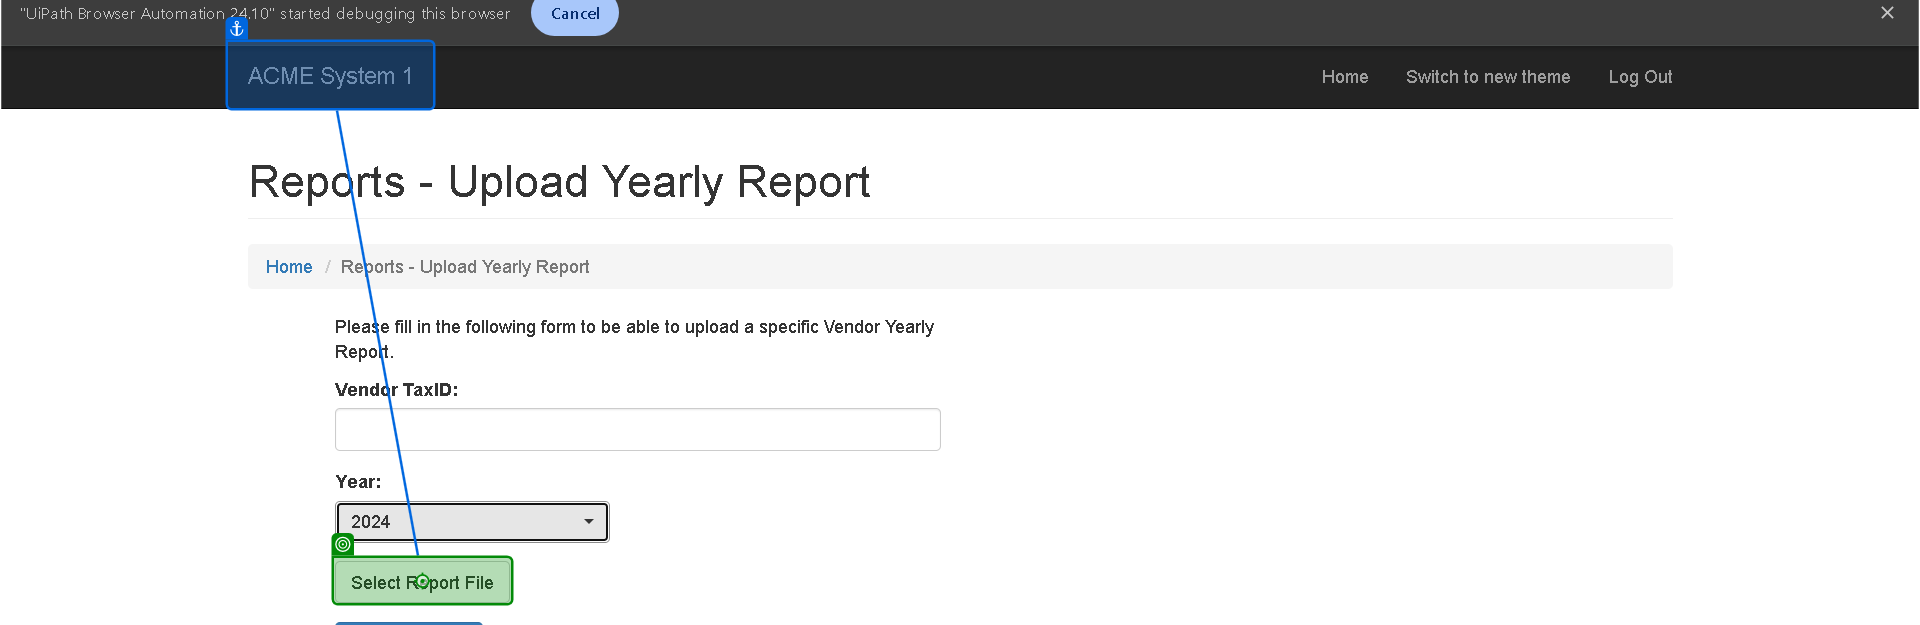 "UiPath Browser Automation 24.10" started debugging this browser Cancel
ACME System 1 Home Switch to new theme Log Out
Reports - Upload Yearly Report
Home / Reports - Upload Yearly Report
Please fill in the following form to be able to upload a specific Vendor Yearly
Report.
Vendor TaxID:
Year:
2024
Select Report File